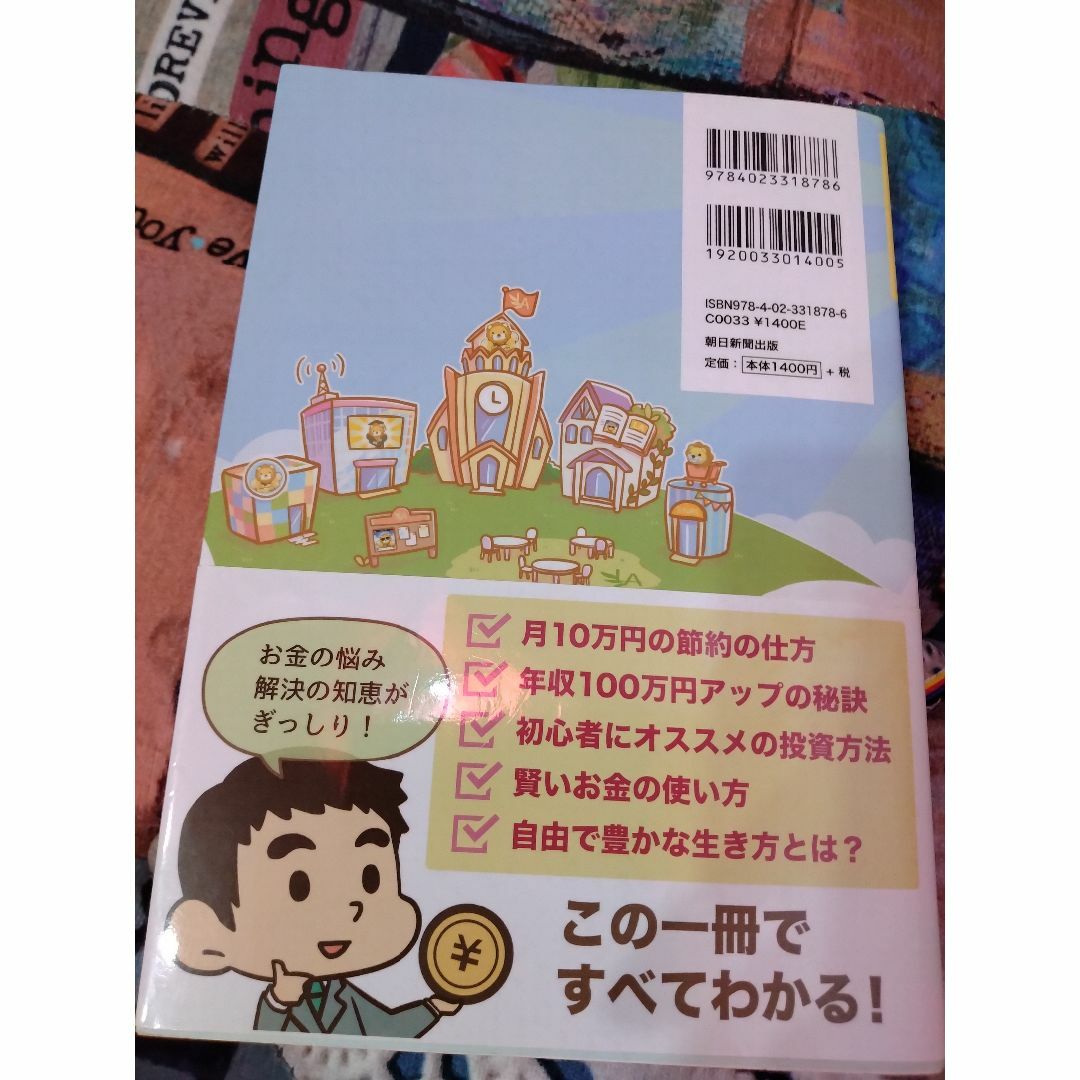 OREV
ning
will
ve you
9784023318786
1920033014005
ISBN978-4-02-331878-6
C0033 ¥1400E
朝日新聞出版
定価：本体1400円＋税
お金の悩み
解決の知恵が
ぎっしり！
月10万円の節約の仕方
年収100万円アップの秘訣
初心者にオススメの投資方法
賢いお金の使い方
自由で豊かな生き方とは？
この一冊で
すべてわかる！